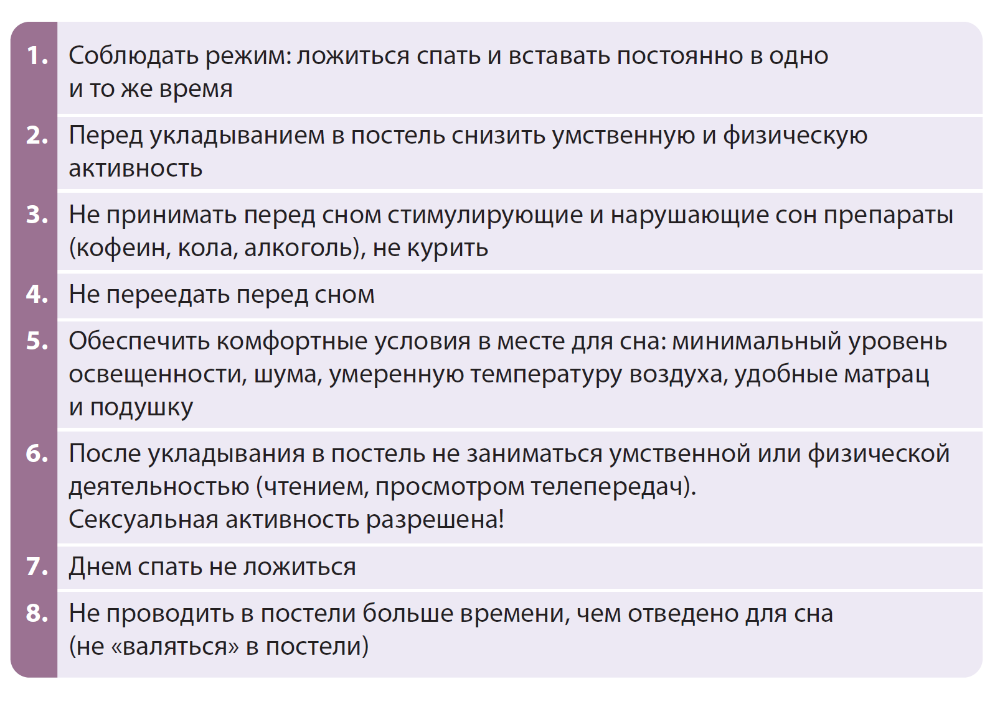 1. Соблюдать режим: ложиться спать и вставать постоянно в одно
и то же время
2. Перед укладыванием в постель снизить умственную и физическую
активность
3. Не принимать перед сном стимулирующие и нарушающие сон препараты
(кофеин, кола, алкоголь), не курить
4. Не переедать перед сном
5. Обеспечить комфортные условия в месте для сна: минимальный уровень
освещенности, шума, умеренную температуру воздуха, удобные матрац
и подушку
6. После укладывания в постель не заниматься умственной или физической
деятельностью (чтением, просмотром телепередач).
Сексуальная активность разрешена!
7. Днем спать не ложиться
8. Не проводить в постели больше времени, чем отведено для сна
(не «валяться» в постели)